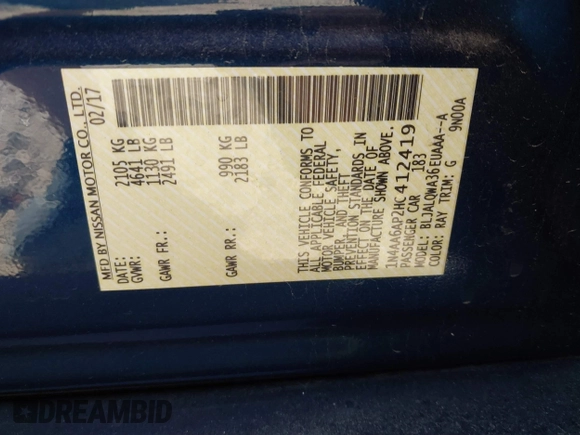 MFD BY NISSAN MOTOR CO., LTD.
DATE: 02/17
GVWR: 2105 KG
4641 LB
GAWR FR.: 1130 KG
2491 LB
GAWR RR.: 990 KG
2183 LB
THIS VEHICLE CONFORMS TO
ALL APPLICABLE FEDERAL
MOTOR VEHICLE SAFETY,
BUMPER, AND THEFT
PREVENTION STANDARDS IN
EFFECT ON THE DATE OF
MANUFACTURE SHOWN ABOVE.
1N4AA6AP2HC412419
PASSENGER CAR 183
MODEL: BLJALOWA36EUAAA--A
COLOR: RAY TRIM: G 9N00A
DREAMBID